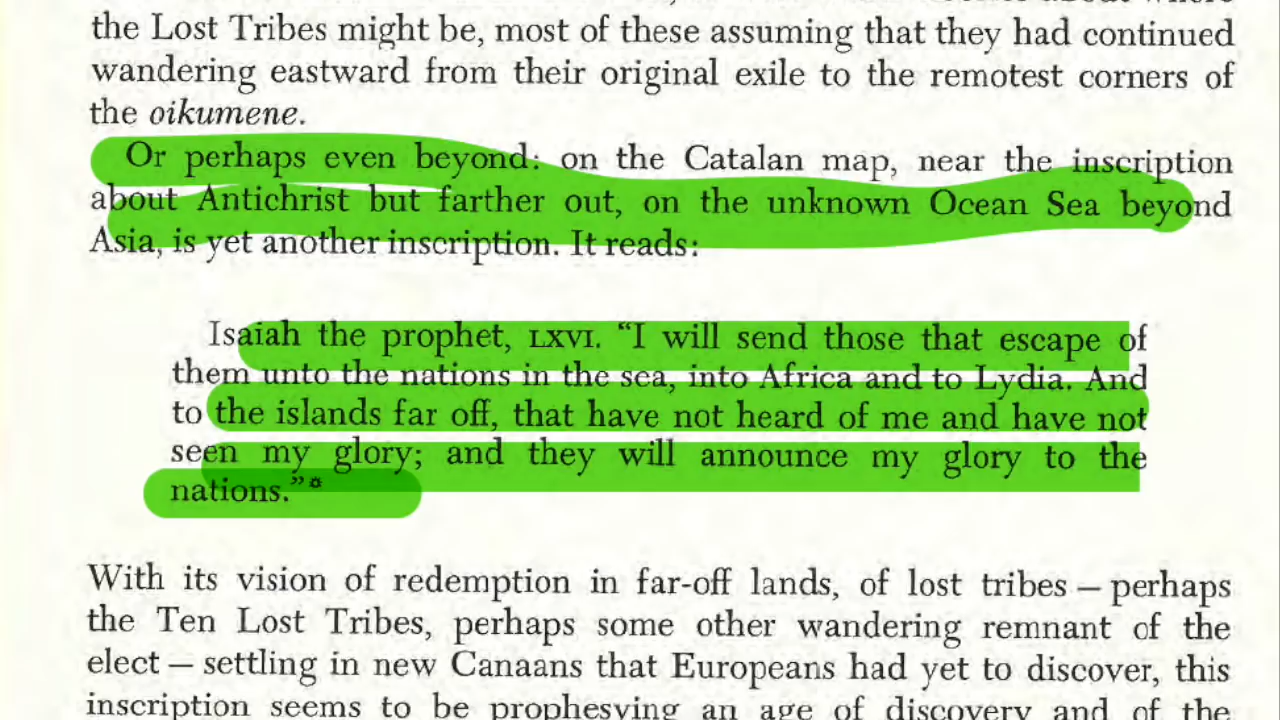 the Lost Tribes might be, most of these assuming that they had continued
wandering eastward from their original exile to the remotest corners of
the oikumene.
Or perhaps even beyond: on the Catalan map, near the inscription
about Antichrist but farther out, on the unknown Ocean Sea beyond
Asia, is yet another inscription. It reads:
Isaiah the prophet, LXVI. “I will send those that escape of
them unto the nations in the sea, into Africa and to Lydia. And
to the islands far off, that have not heard of me and have not
seen my glory; and they will announce my glory to the
nations.”*
With its vision of redemption in far-off lands, of lost tribes – perhaps
the Ten Lost Tribes, perhaps some other wandering remnant of the
elect – settling in new Canaans that Europeans had yet to discover, this
inscription seems to be prophesying an age of discovery and of the